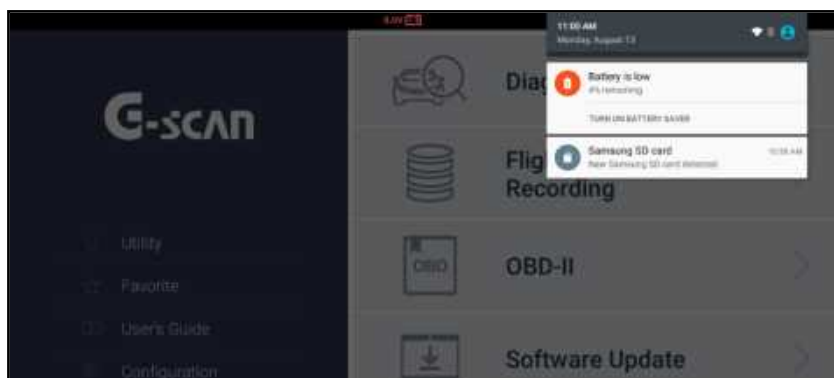 G-scan
Utility
Favorite
User's Guide
Configuration
Diag
Flig
Recording
OBD
OBD-II
Software Update
11:00 AM
Monday, August 13
Battery is low
4% remaining
TURN ON BATTERY SAVER
Samsung SD card
10:58 AM
New Samsung SD card detected